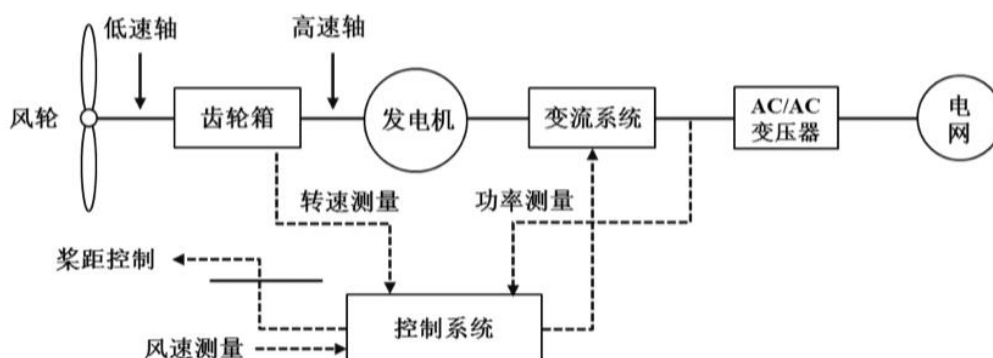 低速轴
高速轴
风轮
齿轮箱
发电机
变流系统
AC/AC
变压器
电
网
转速测量
功率测量
桨距控制
控制系统
风速测量